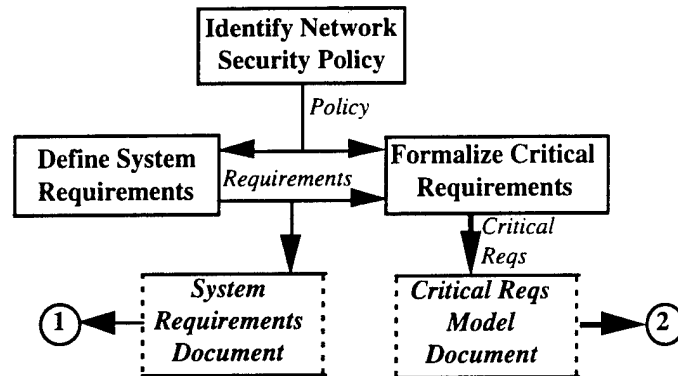 Identify Network
Security Policy
Policy
Define System
Requirements
Requirements
Formalize Critical
Requirements
Critical
Reqs
1
System
Requirements
Document
Critical Reqs
Model
Document
2